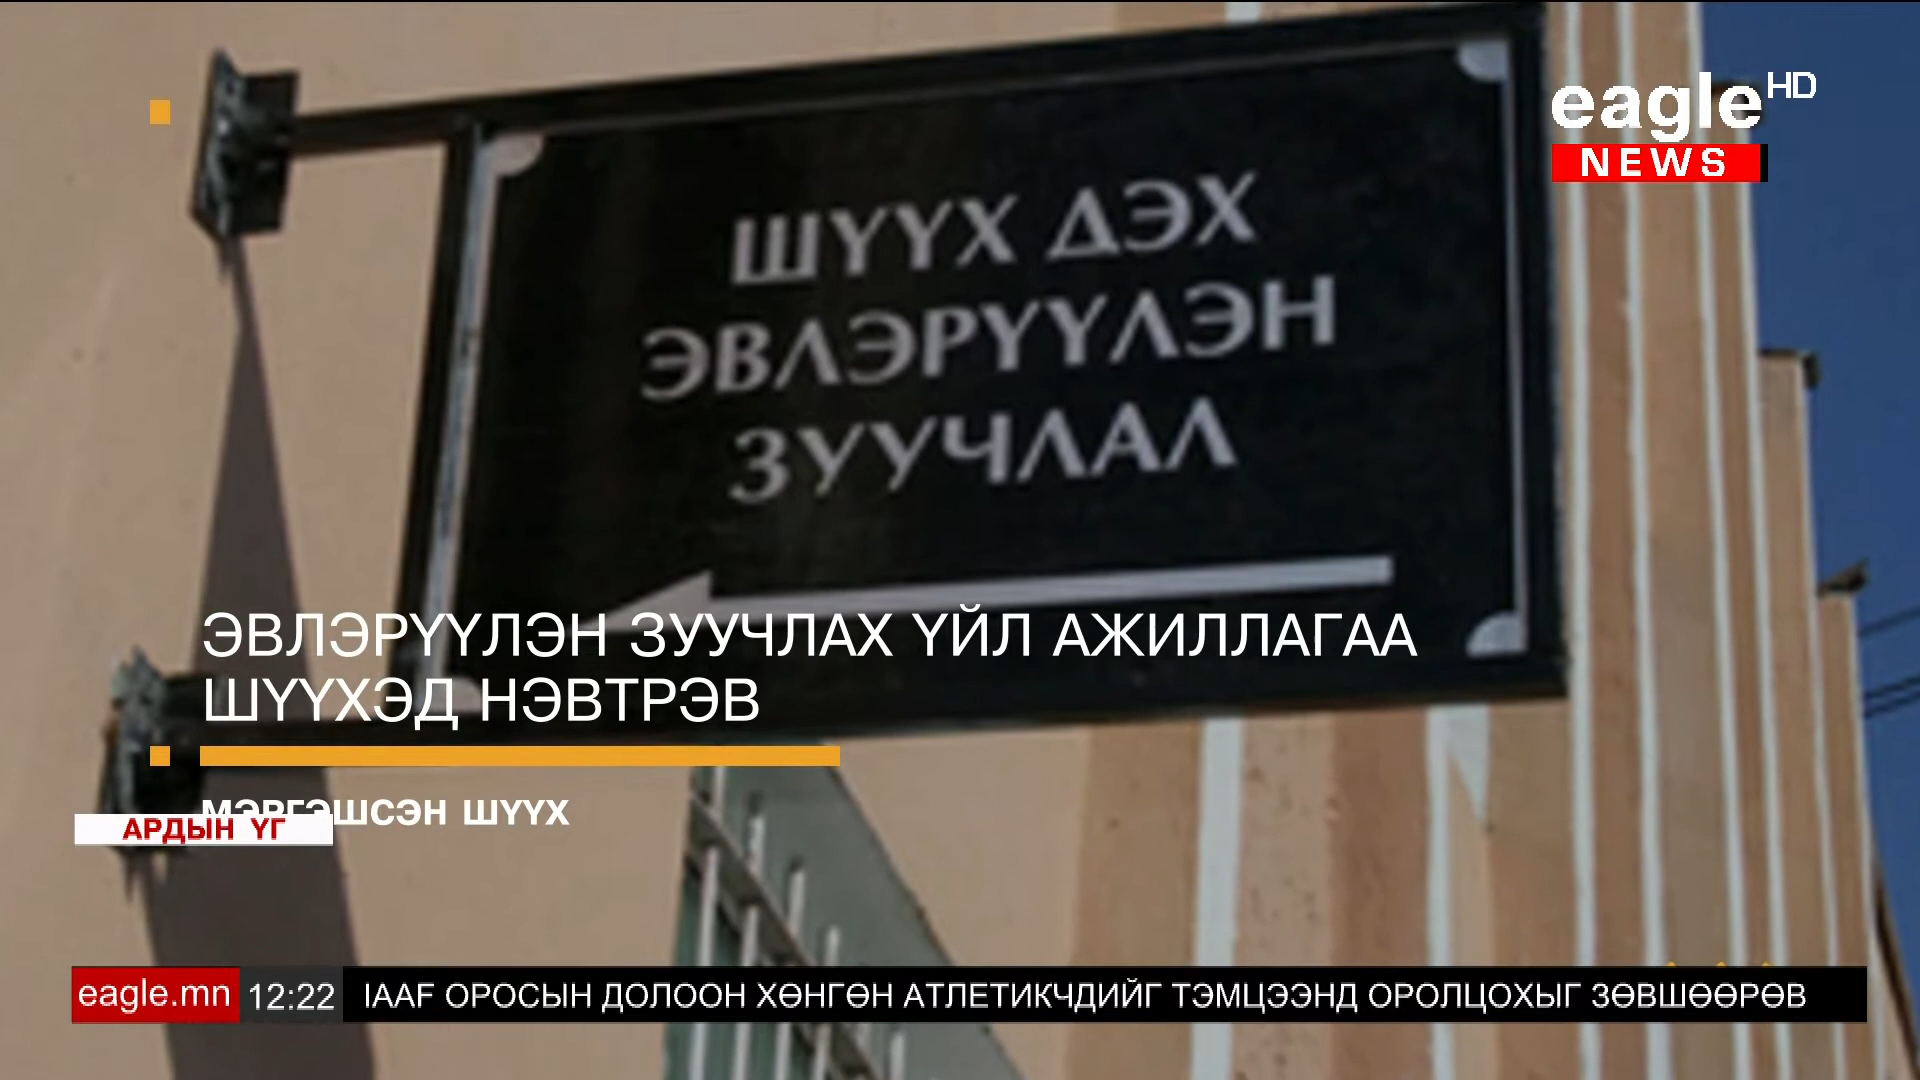 eagle HD
NEWS
ШҮҮХ ДЭХ
ЭВЛЭРҮҮЛЭН
ЗУУЧЛАЛ
ЭВЛЭРҮҮЛЭН ЗУУЧЛАХ ҮЙЛ АЖИЛЛАГАА
ШҮҮХЭД НЭВТРЭВ
МЭРГЭШСЭН ШҮҮХ
АРДЫН ҮГ
eagle.mn 12:22 IAAF ОРОСЫН ДОЛООН ХӨНГӨН АТЛЕТИКЧДИЙГ ТЭМЦЭЭНД ОРОЛЦОХЫГ ЗӨВШӨӨРӨВ